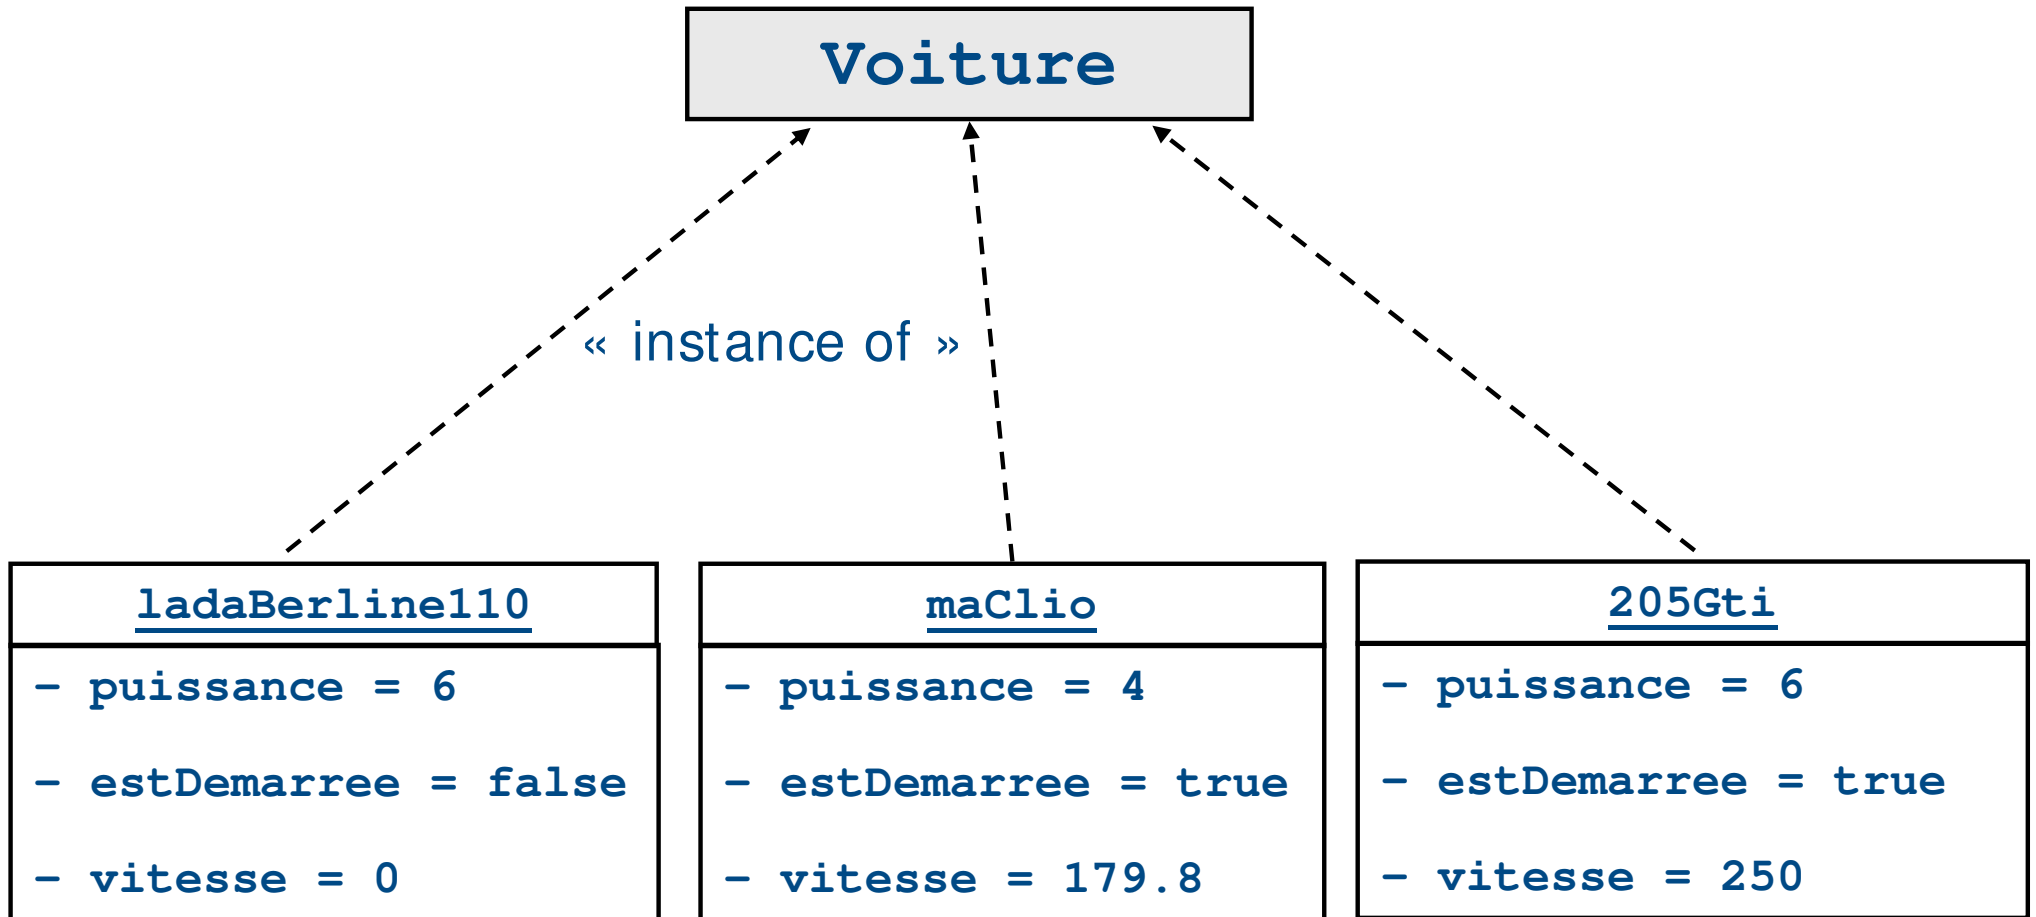 Voiture
« instance of »
ladaBerline110
- puissance = 6
- estDemarree = false
- vitesse = 0
maClio
- puissance = 4
- estDemarree = true
- vitesse = 179.8
205Gti
- puissance = 6
- estDemarree = true
- vitesse = 250